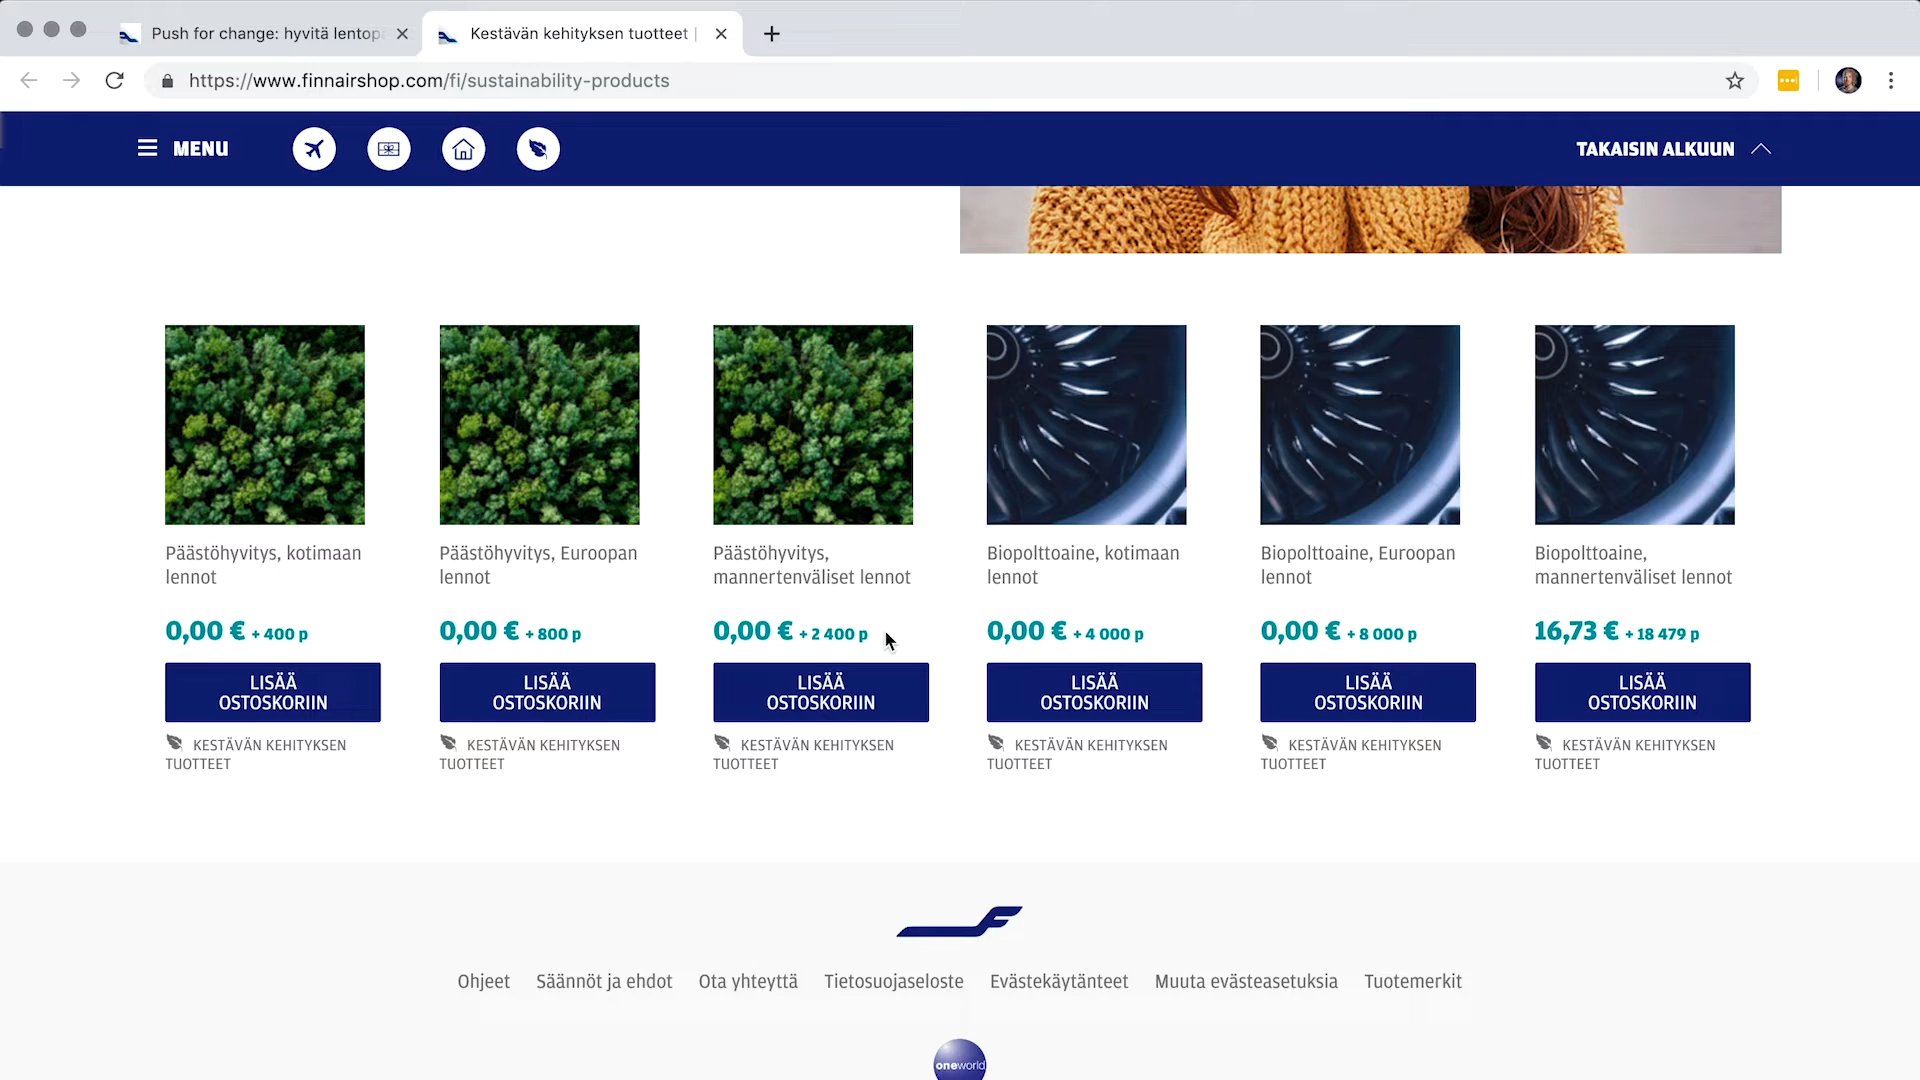 Push for change: hyvitä lentop
Kestävän kehityksen tuotteet |
https://www.finnairshop.com/fi/sustainability-products
MENU
TAKAISIN ALKUUN
Päästöhyvitys, kotimaan
lennot
0,00 € + 400 p
LISÄÄ
OSTOSKORIIN
KESTÄVÄN KEHITYKSEN
TUOTTEET
Päästöhyvitys, Euroopan
lennot
0,00 € + 800 p
LISÄÄ
OSTOSKORIIN
KESTÄVÄN KEHITYKSEN
TUOTTEET
Päästöhyvitys,
mannertenväliset lennot
0,00 € + 2 400 p
LISÄÄ
OSTOSKORIIN
KESTÄVÄN KEHITYKSEN
TUOTTEET
Biopolttoaine, kotimaan
lennot
0,00 € + 4 000 p
LISÄÄ
OSTOSKORIIN
KESTÄVÄN KEHITYKSEN
TUOTTEET
Biopolttoaine, Euroopan
lennot
0,00 € + 8 000 p
LISÄÄ
OSTOSKORIIN
KESTÄVÄN KEHITYKSEN
TUOTTEET
Biopolttoaine,
mannertenväliset lennot
16,73 € + 18 479 p
LISÄÄ
OSTOSKORIIN
KESTÄVÄN KEHITYKSEN
TUOTTEET
Ohjeet Säännöt ja ehdot Ota yhteyttä Tietosuojaseloste Evästekäytänteet Muuta evästeasetuksia Tuotemerkit
oneworld